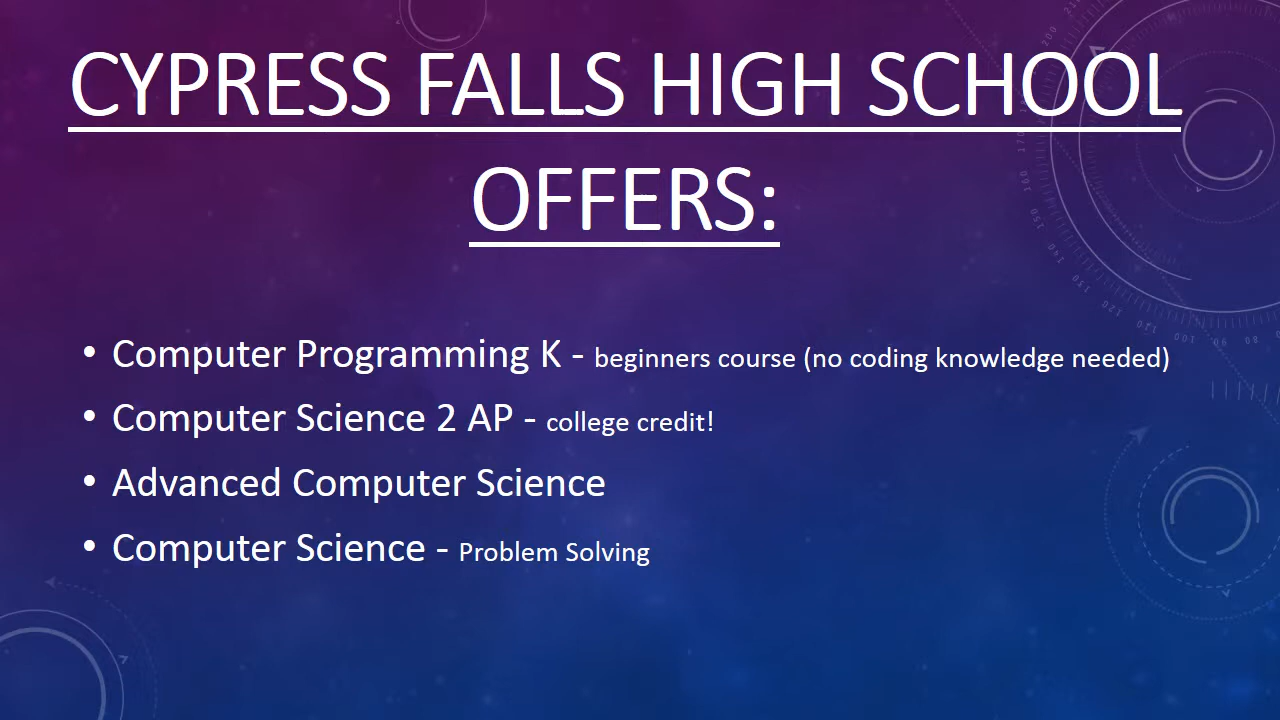 CYPRESS FALLS HIGH SCHOOL
OFFERS:
• Computer Programming K - beginners course (no coding knowledge needed)
• Computer Science 2 AP - college credit!
• Advanced Computer Science
• Computer Science - Problem Solving